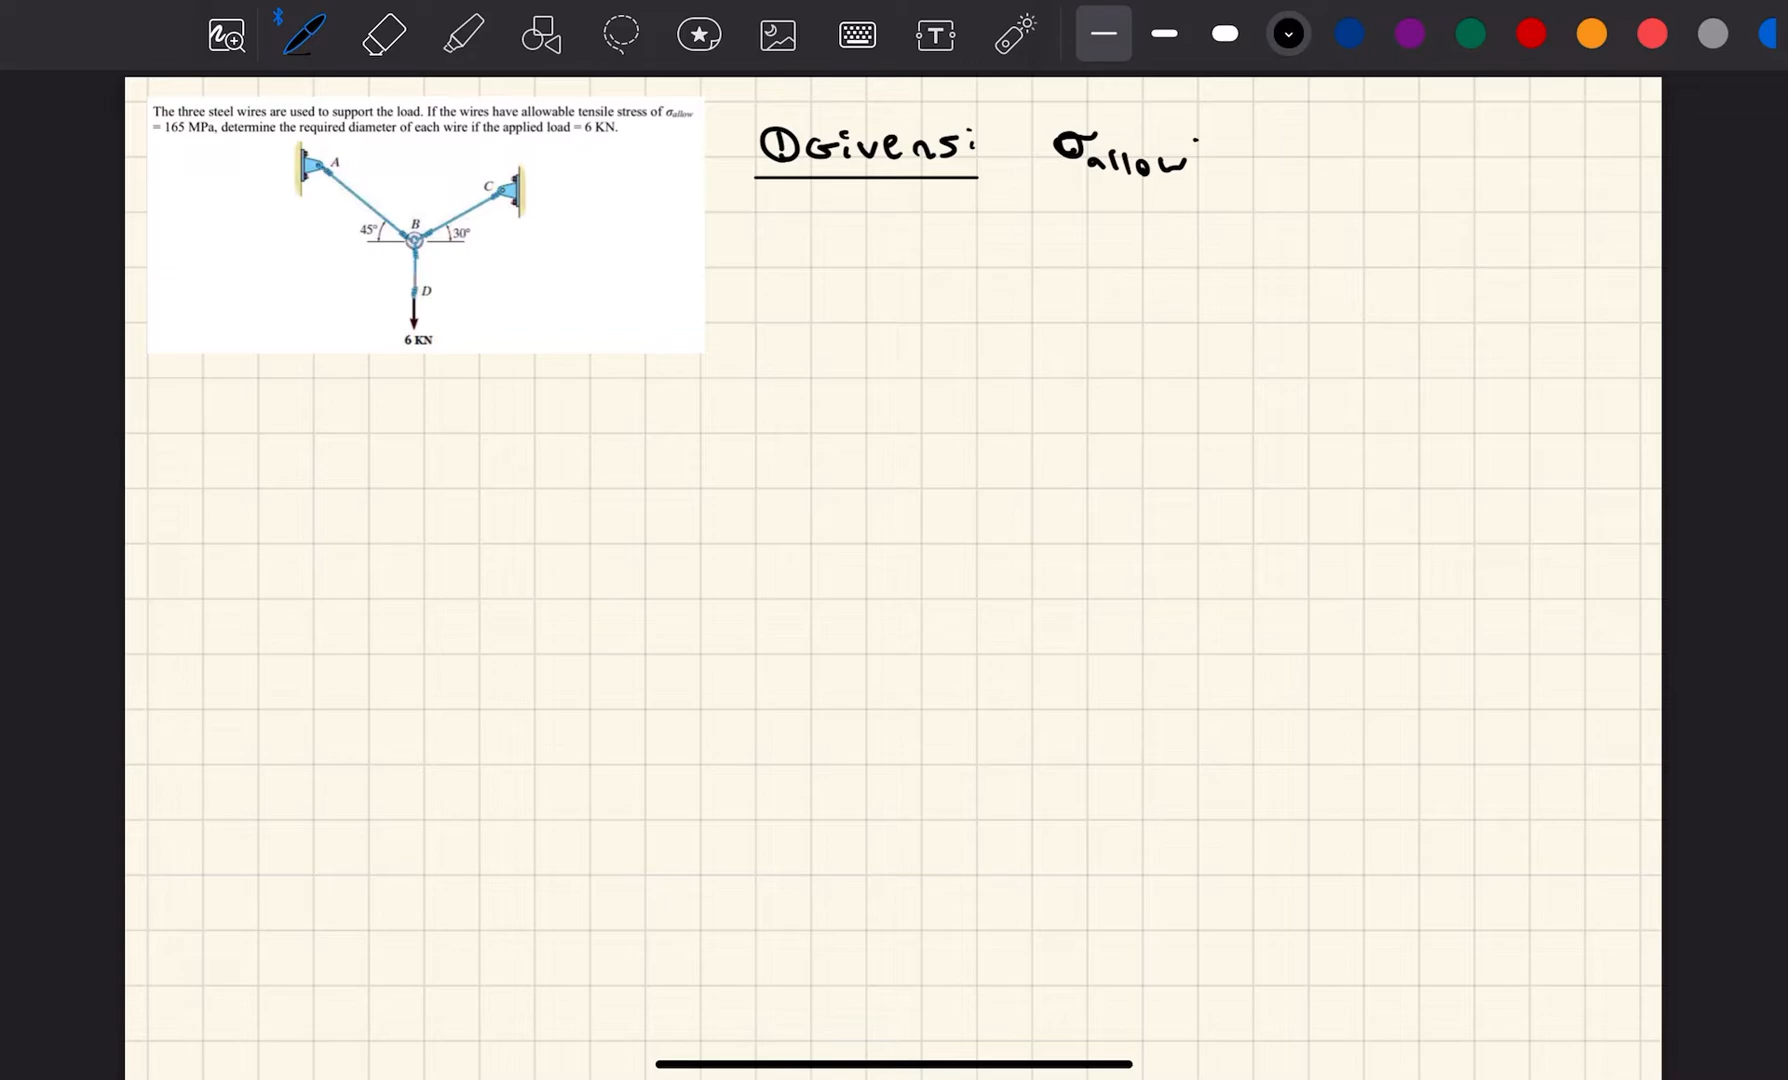 The three steel wires are used to support the load. If the wires have allowable tensile stress of σallow
= 165 MPa, determine the required diameter of each wire if the applied load = 6 KN.
A
C
B
45°
30°
D
6 KN
① Givens: σallow
T